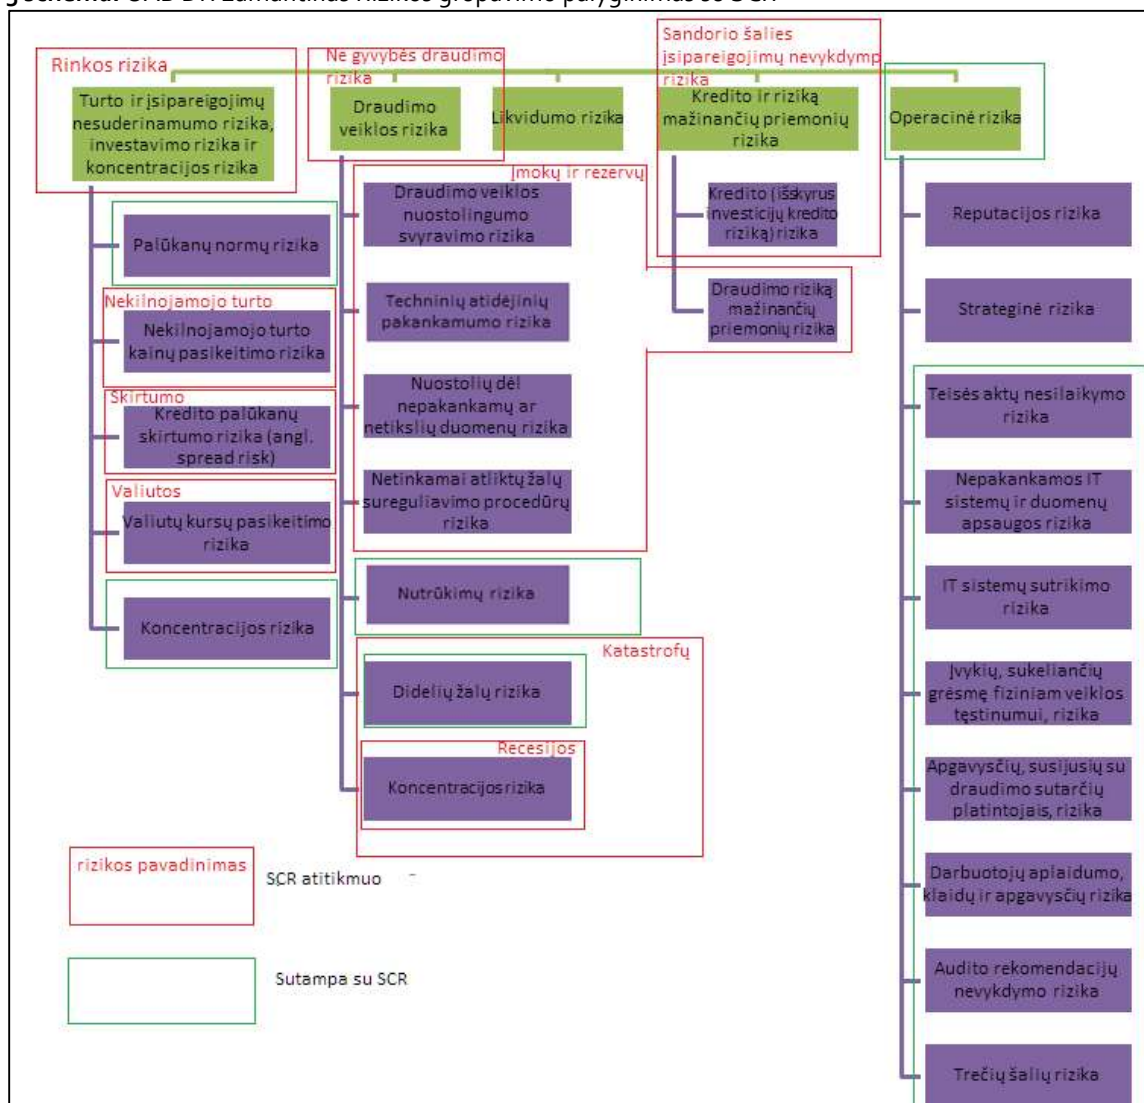 Rinkos rizika
Turto ir įsipareigojimų
nesuderinamumo rizika,
investavimo rizika ir
koncentracijos rizika
Palūkanų normų rizika
Nekilnojamojo turto
Nekilnojamojo turto
kainų pasikeitimo rizika
Skirtumo
Kredito palūkanų
skirtumo rizika (angl.
spread risk)
Valiutos
Valiutų kursų pasikeitimo
rizika
Koncentracijos rizika
Ne gyvybės draudimo
rizika
Draudimo
veiklos rizika
Įmokų ir rezervų
Draudimo veiklos
nuostolingumo
svyravimo rizika
Techninių atidėjinių
pakankamumo rizika
Nuostolių dėl
nepakankamų ar
netikslių duomenų rizika
Netinkamai atliktų žalų
sureguliavimo procedūrų
rizika
Nutrūkimų rizika
Katastrofų
Didelių žalų rizika
Recesijos
Koncentracijos rizika
Likvidumo rizika
Sandorio šalies
įsipareigojimų nevykdymp
rizika
Kredito ir riziką
mažinančių priemonių
rizika
Kredito (išskyrus
investicijų kredito
riziką) rizika
Draudimo riziką
mažinančių
priemonių rizika
Operacinė rizika
Reputacijos rizika
Strateginė rizika
Teisės aktų nesilaikymo
rizika
Nepakankamos IT
sistemų ir duomenų
apsaugos rizika
IT sistemų sutrikimo
rizika
Įvykių, sukeliančių
grėsmę fiziniam veiklos
tęstinumui, rizika
Apgavysčių, susijusių su
draudimo sutarčių
platintojais, rizika
Darbuotojų aplaidumo,
klaidų ir apgavysčių rizika
Audito rekomendacijų
nevykdymo rizika
Trečių šalių rizika
rizikos pavadinimas
SCR atitikmuo
Sutampa su SCR